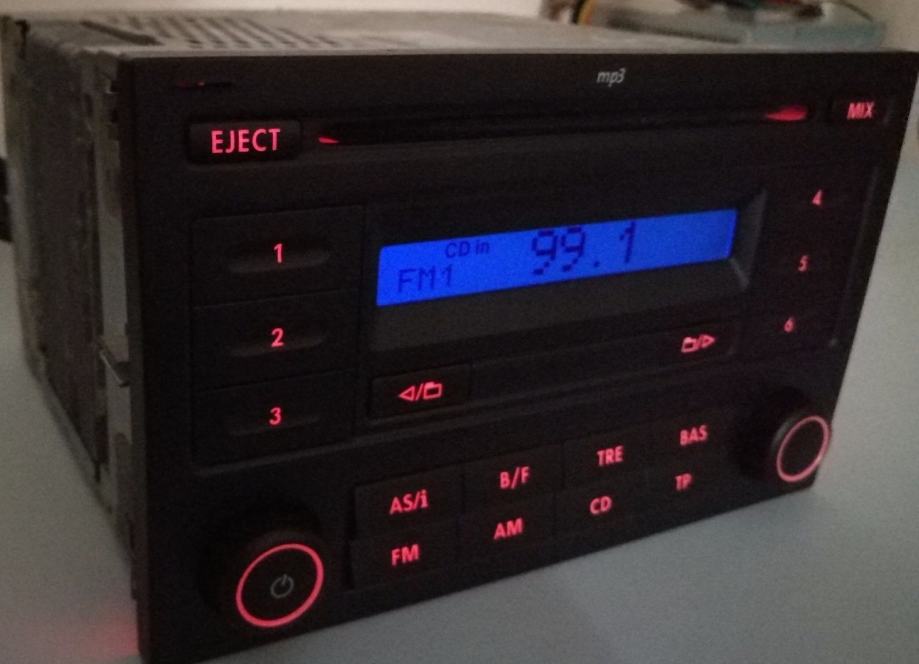 mp3
EJECT
MIX
1
2
3
CD in
99.1
FM1
4
5
6
AS/i
B/F
TRE
BAS
FM
AM
CD
TP